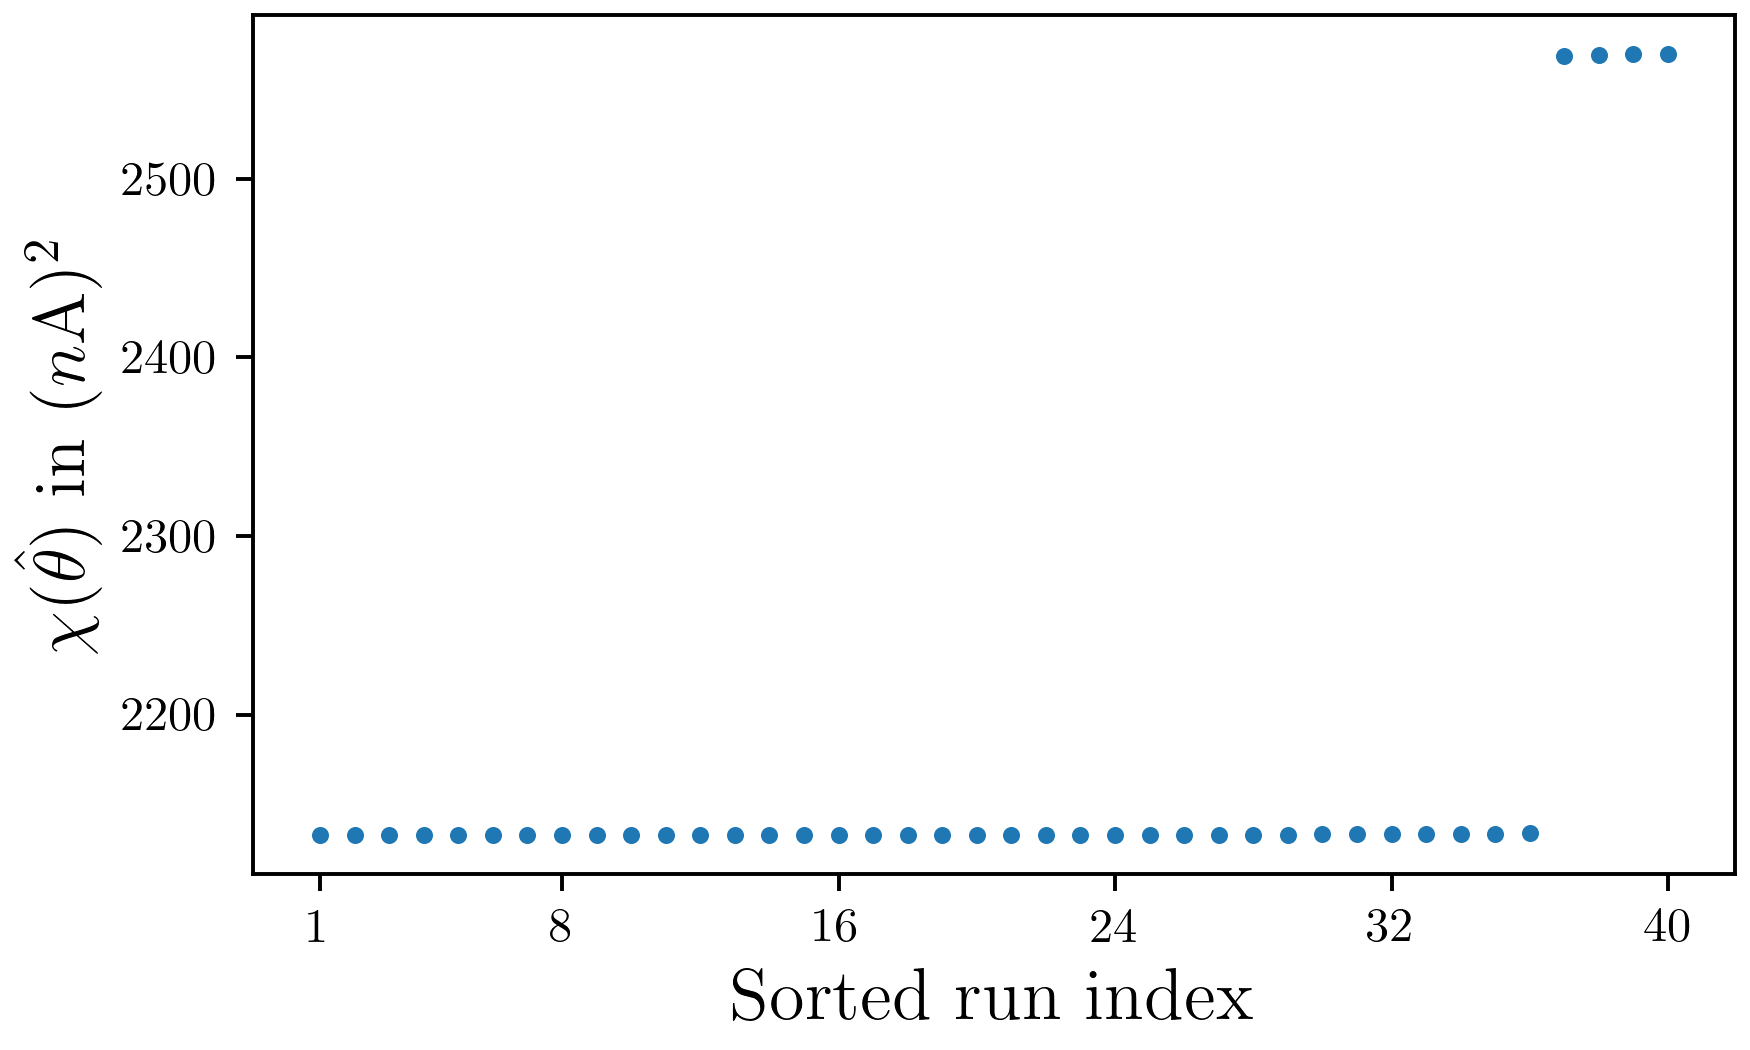 χ(θ̂) in (nA)²
2500
2400
2300
2200
1 8 16 24 32 40
Sorted run index